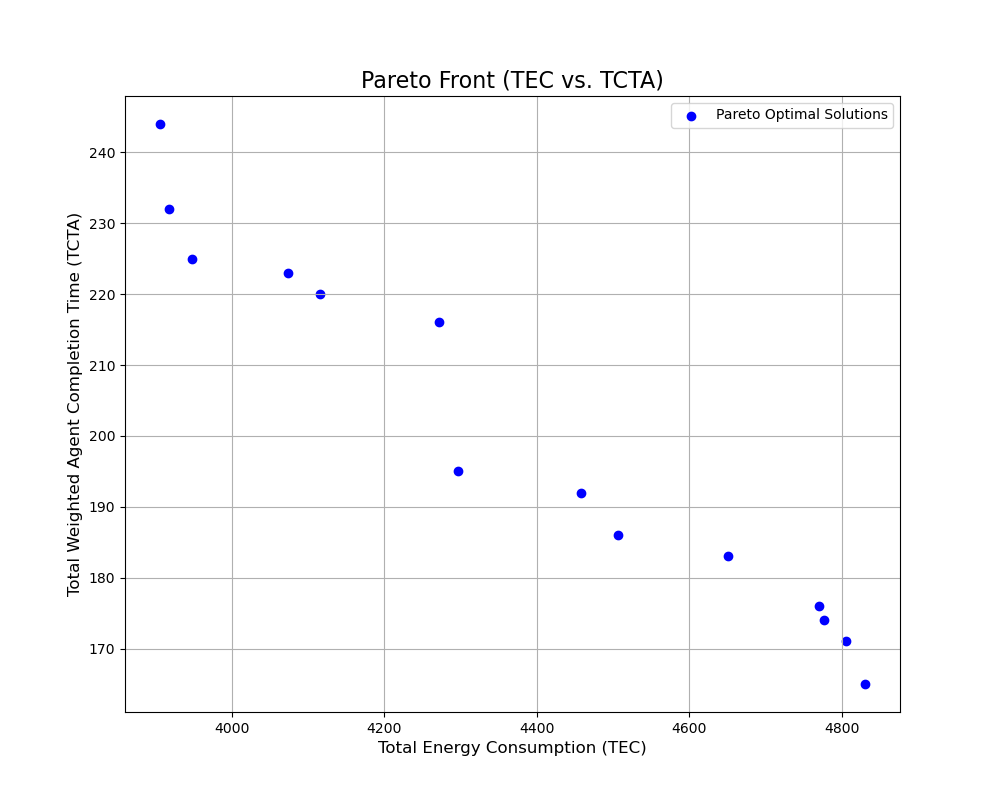 Pareto Front (TEC vs. TCTA)
Pareto Optimal Solutions
Total Weighted Agent Completion Time (TCTA)
240
230
220
210
200
190
180
170
4000 4200 4400 4600 4800
Total Energy Consumption (TEC)